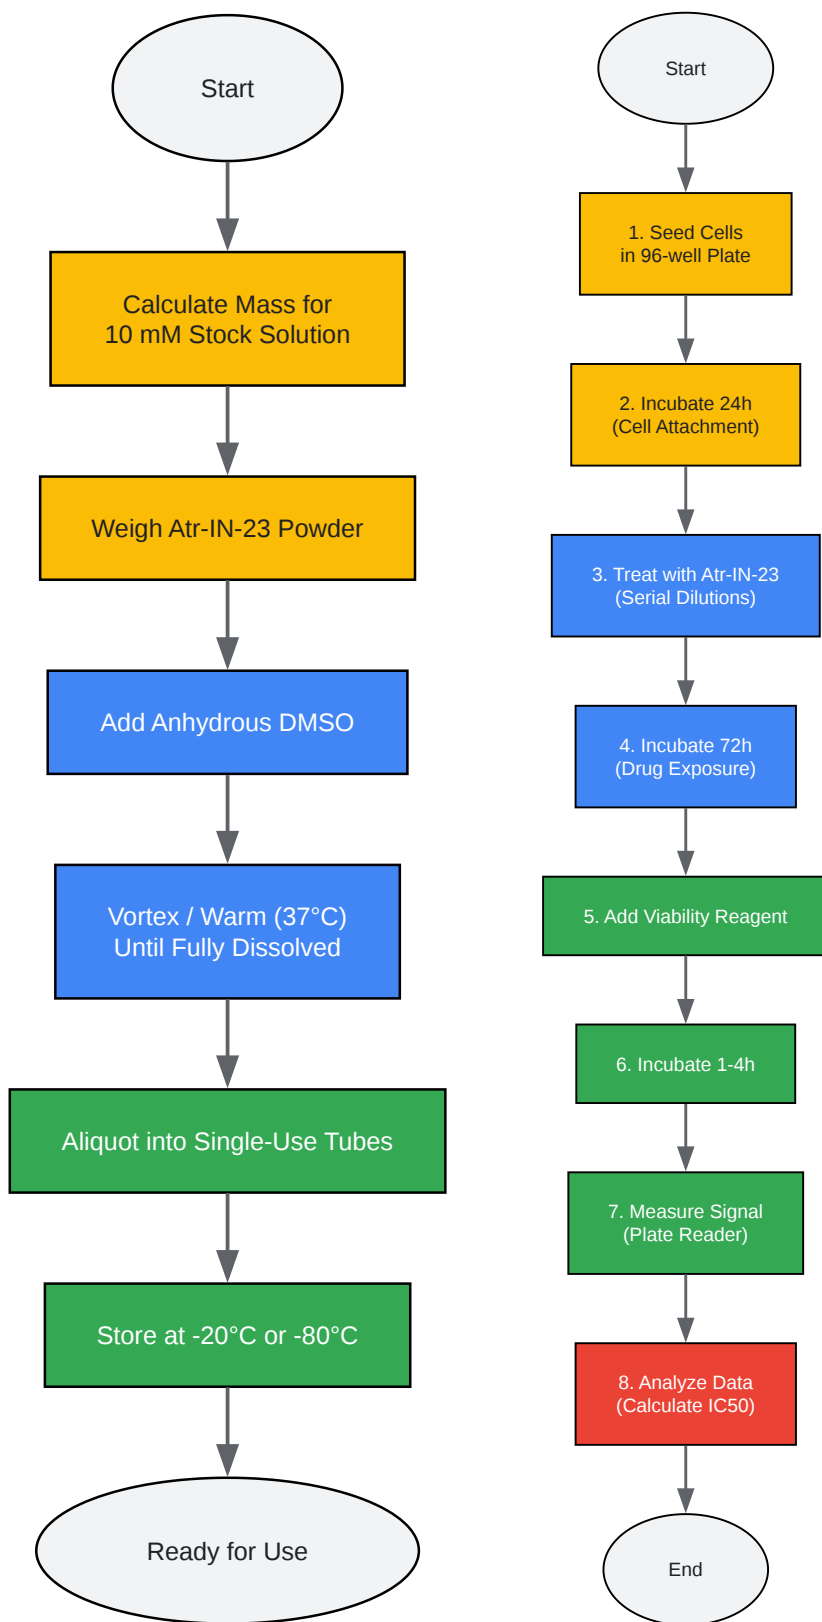 Start
Calculate Mass for
10 mM Stock Solution
Weigh Atr-IN-23 Powder
Add Anhydrous DMSO
Vortex / Warm (37°C)
Until Fully Dissolved
Aliquot into Single-Use Tubes
Store at -20°C or -80°C
Ready for Use
Start
1. Seed Cells
in 96-well Plate
2. Incubate 24h
(Cell Attachment)
3. Treat with Atr-IN-23
(Serial Dilutions)
4. Incubate 72h
(Drug Exposure)
5. Add Viability Reagent
6. Incubate 1-4h
7. Measure Signal
(Plate Reader)
8. Analyze Data
(Calculate IC50)
End